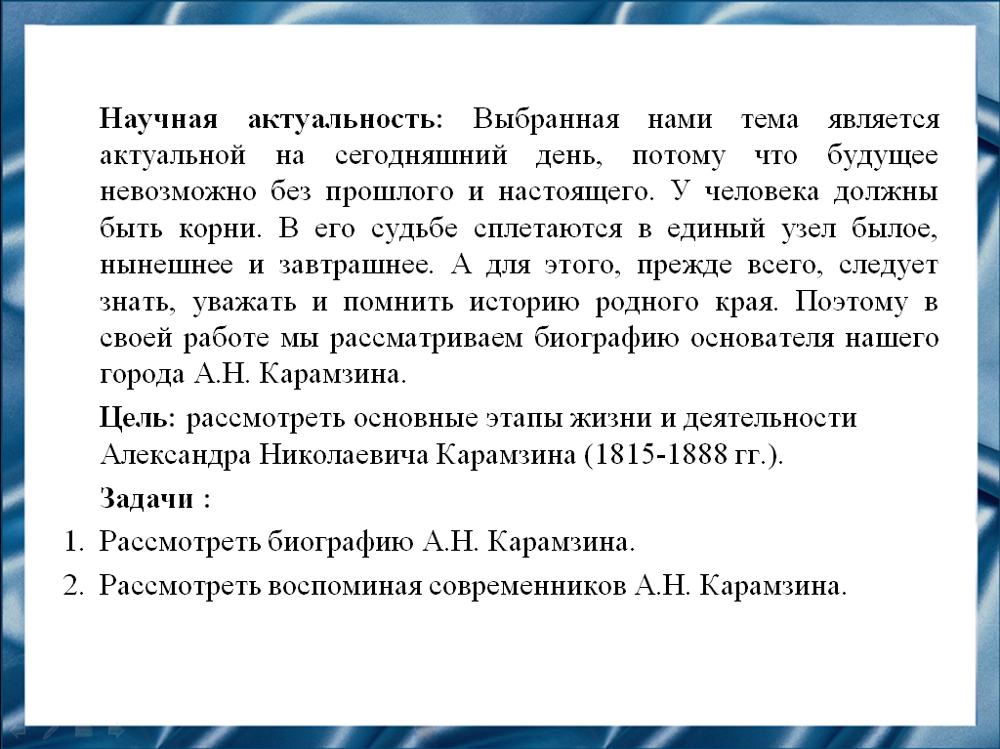 Научная актуальность: Выбранная нами тема является
актуальной на сегодняшний день, потому что будущее
невозможно без прошлого и настоящего. У человека должны
быть корни. В его судьбе сплетаются в единый узел былое,
нынешнее и завтрашнее. А для этого, прежде всего, следует
знать, уважать и помнить историю родного края. Поэтому в
своей работе мы рассматриваем биографию основателя нашего
города А.Н. Карамзина.
Цель: рассмотреть основные этапы жизни и деятельности
Александра Николаевича Карамзина (1815-1888 гг.).
Задачи :
1. Рассмотреть биографию А.Н. Карамзина.
2. Рассмотреть воспоминая современников А.Н. Карамзина.